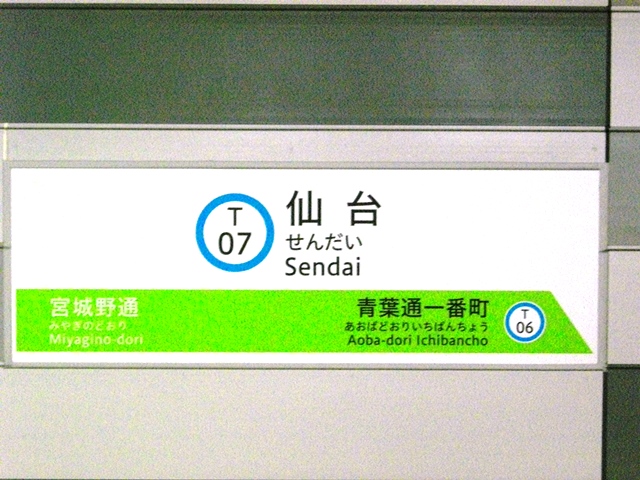 T
07
仙台
せんだい
Sendai
宮城野通
みやぎのどおり
Miyagino-dori
青葉通一番町
あおばどおりいちばんちょう
Aoba-dori Ichibancho
T
06